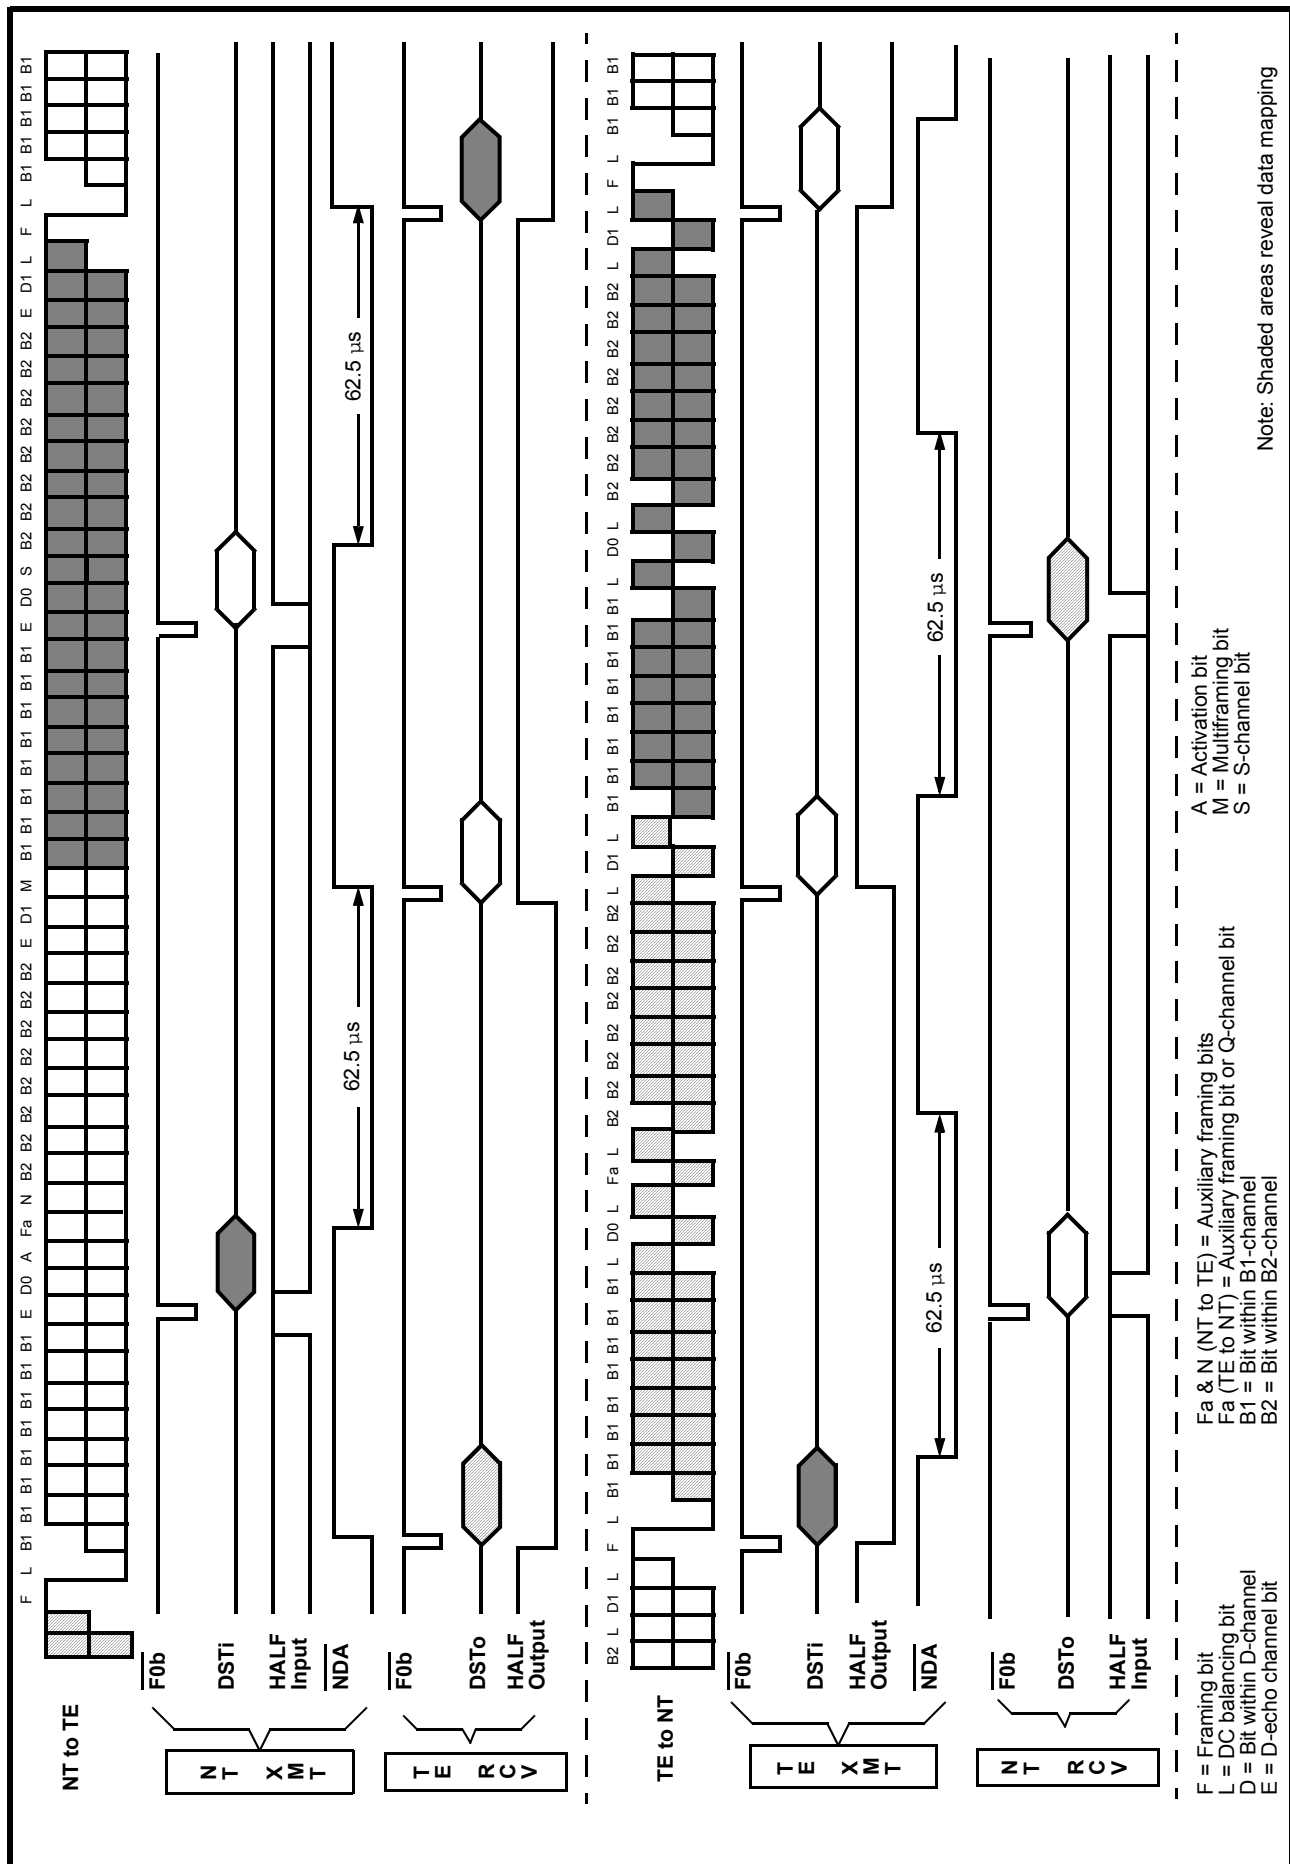 F L B1 B1 B1 B1 B1 B1 B1 B1 E D0 A Fa N B2 B2 B2 B2 B2 B2 B2 B2 E D1 M B1 B1 B1 B1 B1 B1 B1 B1 E D0 S B2 B2 B2 B2 B2 B2 B2 B2 E D1 L F L B1 B1 B1 B1 B1
NT to TE
NT XMT
F0b
DSTi
HALF
Input
NDA
62.5 µs
62.5 µs
TE RCV
F0b
DSTo
HALF
Output
B2 L D1 L F L B1 B1 B1 B1 B1 B1 B1 B1 L D0 L Fa L B2 B2 B2 B2 B2 B2 B2 B2 L D1 L B1 B1 B1 B1 B1 B1 B1 B1 L D0 L B2 B2 B2 B2 B2 B2 B2 B2 L D1 L F L B1 B1 B1
TE to NT
TE XMT
F0b
DSTi
HALF
Output
NDA
62.5 µs
62.5 µs
NT RCV
F0b
DSTo
HALF
Input
F = Framing bit
L = DC balancing bit
D = Bit within D-channel
E = D-echo channel bit
Fa & N (NT to TE) = Auxiliary framing bits
Fa (TE to NT) = Auxiliary framing bit or Q-channel bit
B1 = Bit within B1-channel
B2 = Bit within B2-channel
A = Activation bit
M = Multiframing bit
S = S-channel bit
Note: Shaded areas reveal data mapping